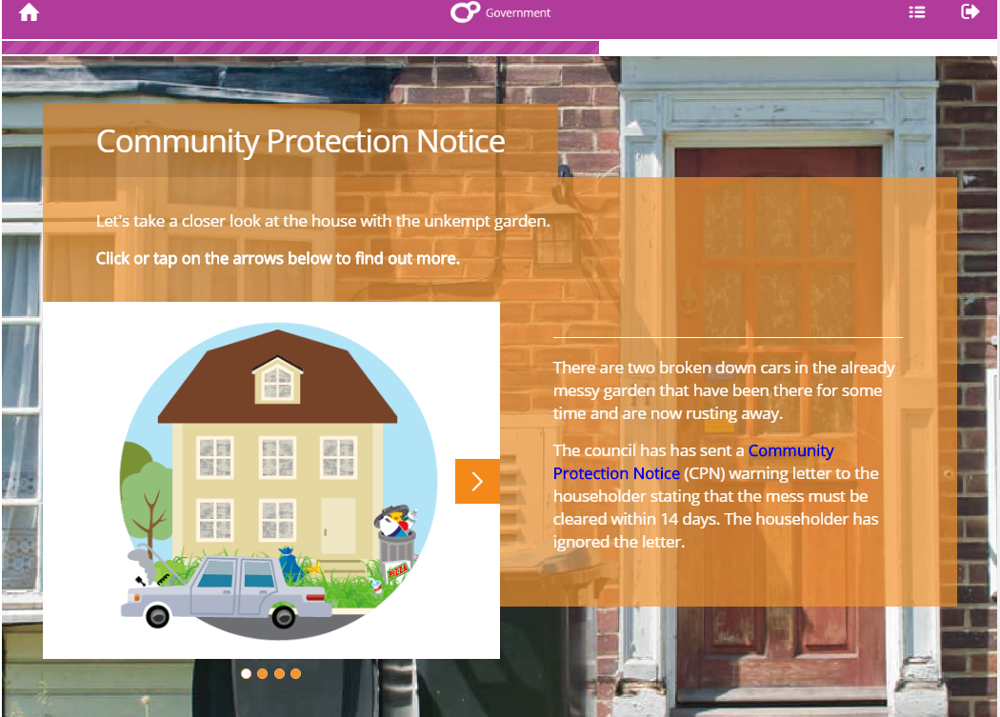 Government
Community Protection Notice
Let's take a closer look at the house with the unkempt garden.
Click or tap on the arrows below to find out more.
There are two broken down cars in the already
messy garden that have been there for some
time and are now rusting away.
The council has has sent a Community
Protection Notice (CPN) warning letter to the
householder stating that the mess must be
cleared within 14 days. The householder has
ignored the letter.
PIZZA